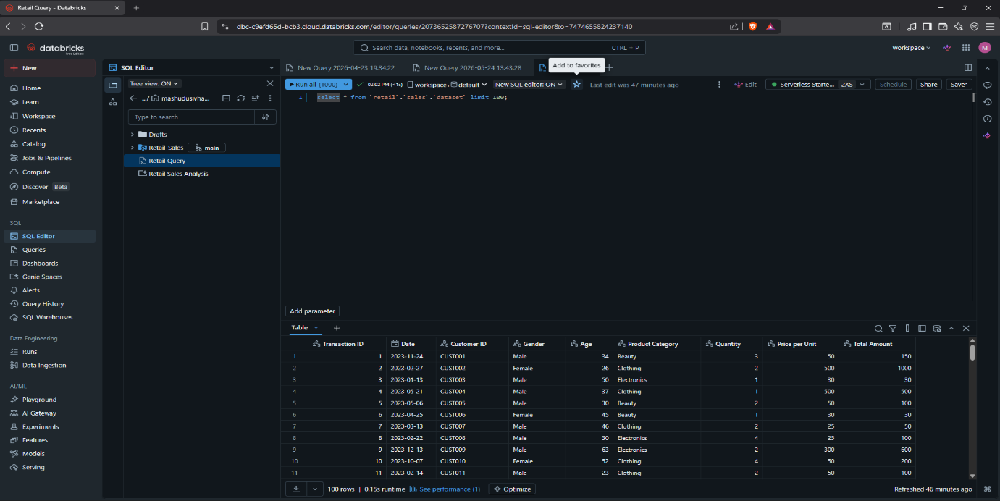 Retail Query - Databricks
dbc-c9efd65d-bcb3.cloud.databricks.com/editor/queries/2073652587276707?contextId=sql-editor&o=7474655824237140
databricks
Free Edition
Search data, notebooks, recents, and more...
CTRL + P
workspace
M
New
Home
Learn
Workspace
Recents
Catalog
Jobs & Pipelines
Compute
Discover Beta
Marketplace
SQL
SQL Editor
Queries
Dashboards
Genie Spaces
Alerts
Query History
SQL Warehouses
Data Engineering
Runs
Data Ingestion
AI/ML
Playground
AI Gateway
Experiments
Features
Models
Serving
SQL Editor
Tree view: ON
.../ mashudusivha...
Type to search
Drafts
Retail-Sales main
Retail Query
Retail Sales Analysis
New Query 2026-04-23 19:34:22
New Query 2026-05-24 13:43:28
Add to favorites
Run all (1000) 02:02 PM (<1s) workspace. default New SQL editor: ON Last edit was 47 minutes ago Edit Serverless Starte... 2XS Schedule Share Save*
1 select * from `retail`.`sales`.`dataset` limit 100;
Add parameter
Table
Transaction ID Date Customer ID Gender Age Product Category Quantity Price per Unit Total Amount
1 1 2023-11-24 CUST001 Male 34 Beauty 3 50 150
2 2 2023-02-27 CUST002 Female 26 Clothing 2 500 1000
3 3 2023-01-13 CUST003 Male 50 Electronics 1 30 30
4 4 2023-05-21 CUST004 Male 37 Clothing 1 500 500
5 5 2023-05-06 CUST005 Male 30 Beauty 2 50 100
6 6 2023-04-25 CUST006 Female 45 Beauty 1 30 30
7 7 2023-03-13 CUST007 Male 46 Clothing 2 25 50
8 8 2023-02-22 CUST008 Male 30 Electronics 4 25 100
9 9 2023-12-13 CUST009 Male 63 Electronics 2 300 600
10 10 2023-10-07 CUST010 Female 52 Clothing 4 50 200
11 11 2023-02-14 CUST011 Male 23 Clothing 2 50 100
100 rows | 0.15s runtime See performance (1) Optimize
Refreshed 46 minutes ago